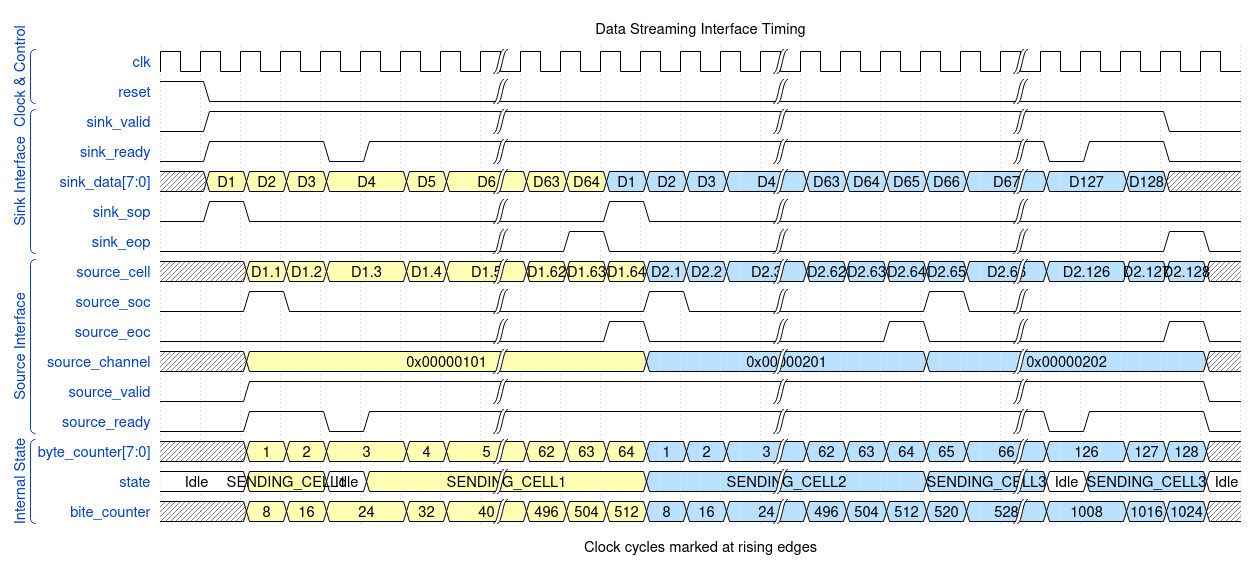 Data Streaming Interface Timing
Clock & Control
clk
reset
Sink Interface
sink_valid
sink_ready
sink_data[7:0] D1 D2 D3 D4 D5 D6 D63 D64 D1 D2 D3 D4 D63 D64 D65 D66 D67 D127 D128
sink_sop
sink_eop
Source Interface
source_cell D1.1 D1.2 D1.3 D1.4 D1.5 D1.62 D1.63 D1.64 D2.1 D2.2 D2.3 D2.62 D2.63 D2.64 D2.65 D2.66 D2.126 D2.127 D2.128
source_soc
source_eoc
source_channel 0x00000101 0x00000201 0x00000202
source_valid
source_ready
Internal State
byte_counter[7:0] 1 2 3 4 5 62 63 64 1 2 3 62 63 64 65 66 126 127 128
state Idle SENDING_CELL1 Idle SENDING_CELL1 SENDING_CELL2 SENDING_CELL3 Idle SENDING_CELL3 Idle
bite_counter 8 16 24 32 40 496 504 512 8 16 24 496 504 512 520 528 1008 1016 1024
Clock cycles marked at rising edges